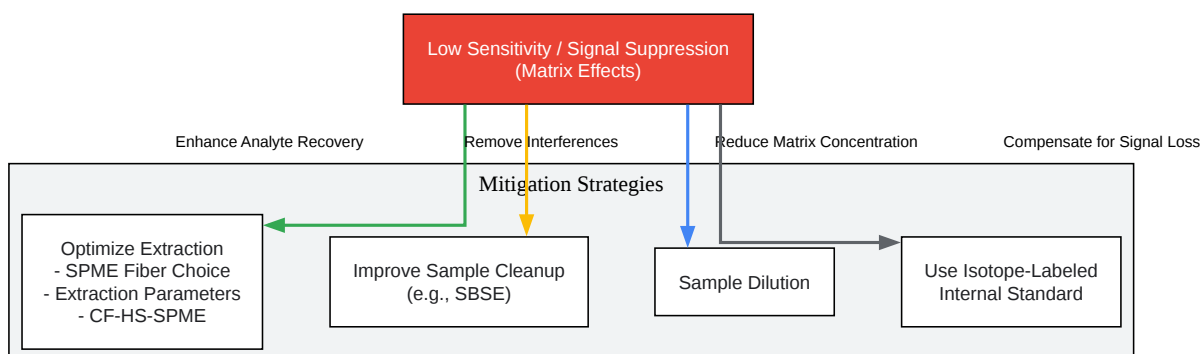 Low Sensitivity / Signal Suppression
(Matrix Effects)
Enhance Analyte Recovery
Remove Interferences
Reduce Matrix Concentration
Compensate for Signal Loss
Mitigation Strategies
Optimize Extraction
- SPME Fiber Choice
- Extraction Parameters
- CF-HS-SPME
Improve Sample Cleanup
(e.g., SBSE)
Sample Dilution
Use Isotope-Labeled
Internal Standard